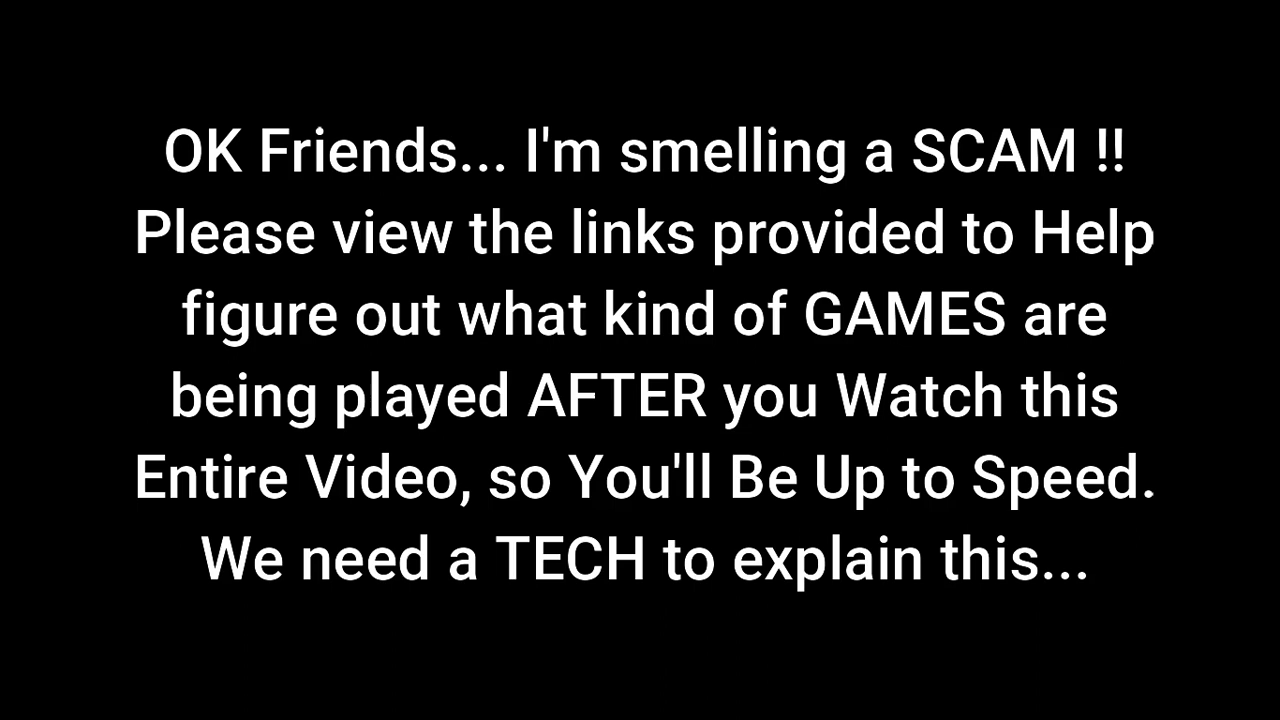 OK Friends... I'm smelling a SCAM !!
Please view the links provided to Help
figure out what kind of GAMES are
being played AFTER you Watch this
Entire Video, so You'll Be Up to Speed.
We need a TECH to explain this...